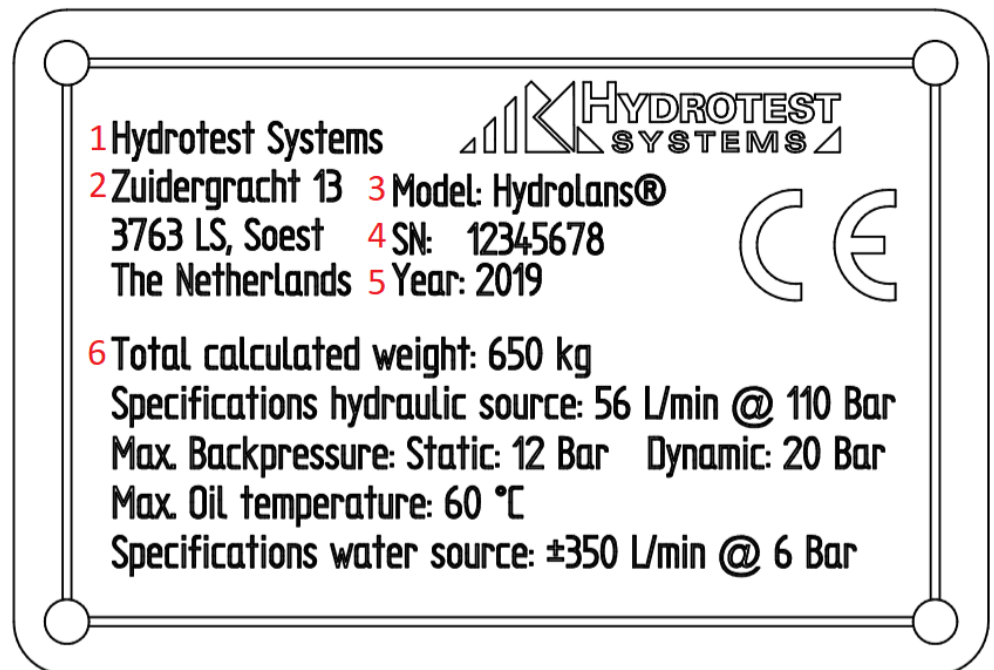 HYDROTEST
SYSTEMS
1 Hydrotest Systems
2 Zuidergracht 13
3763 LS, Soest
The Netherlands
3 Model: Hydrolans®
4 SN: 12345678
5 Year: 2019
CE
6 Total calculated weight: 650 kg
Specifications hydraulic source: 56 L/min @ 110 Bar
Max. Backpressure: Static: 12 Bar Dynamic: 20 Bar
Max. Oil temperature: 60 °C
Specifications water source: ±350 L/min @ 6 Bar